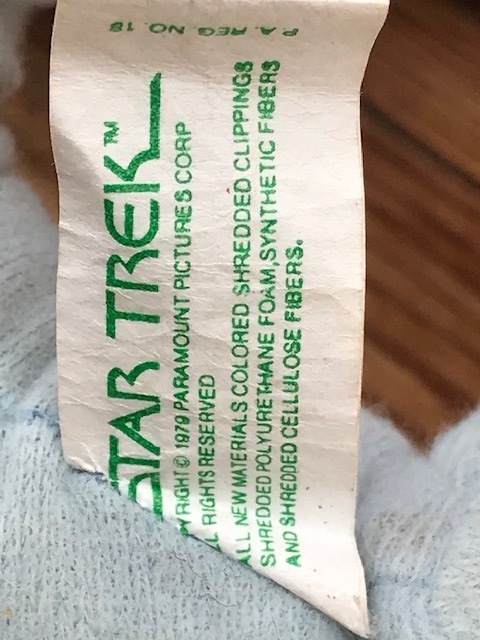 STAR TREK™
YRIGHT © 1979 PARAMOUNT PICTURES CORP
L RIGHTS RESERVED
ALL NEW MATERIALS COLORED SHREDDED CLIPPINGS
SHREDDED POLYURETHANE FOAM,SYNTHETIC FIBERS
AND SHREDDED CELLULOSE FIBERS.
P.A. REG NO. 18